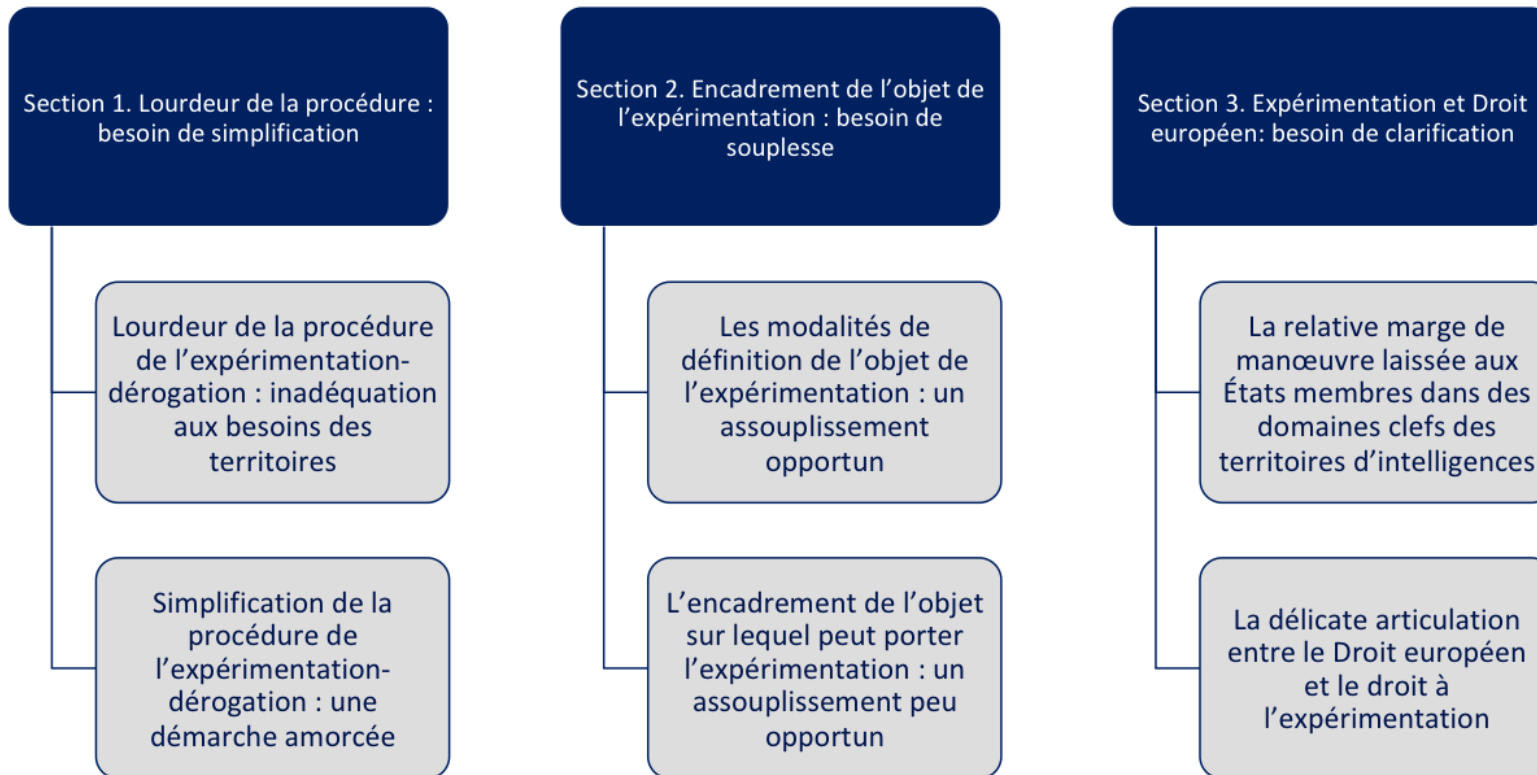 Section 1. Lourdeur de la procédure :
besoin de simplification
Lourdeur de la procédure
de l’expérimentation-
dérogation : inadéquation
aux besoins des
territoires
Simplification de la
procédure de
l’expérimentation-
dérogation : une
démarche amorcée
Section 2. Encadrement de l’objet de
l’expérimentation : besoin de
souplesse
Les modalités de
définition de l’objet de
l’expérimentation : un
assouplissement
opportun
L’encadrement de l’objet
sur lequel peut porter
l’expérimentation : un
assouplissement peu
opportun
Section 3. Expérimentation et Droit
européen: besoin de clarification
La relative marge de
manœuvre laissée aux
États membres dans des
domaines clefs des
territoires d’intelligences
La délicate articulation
entre le Droit européen
et le droit à
l’expérimentation